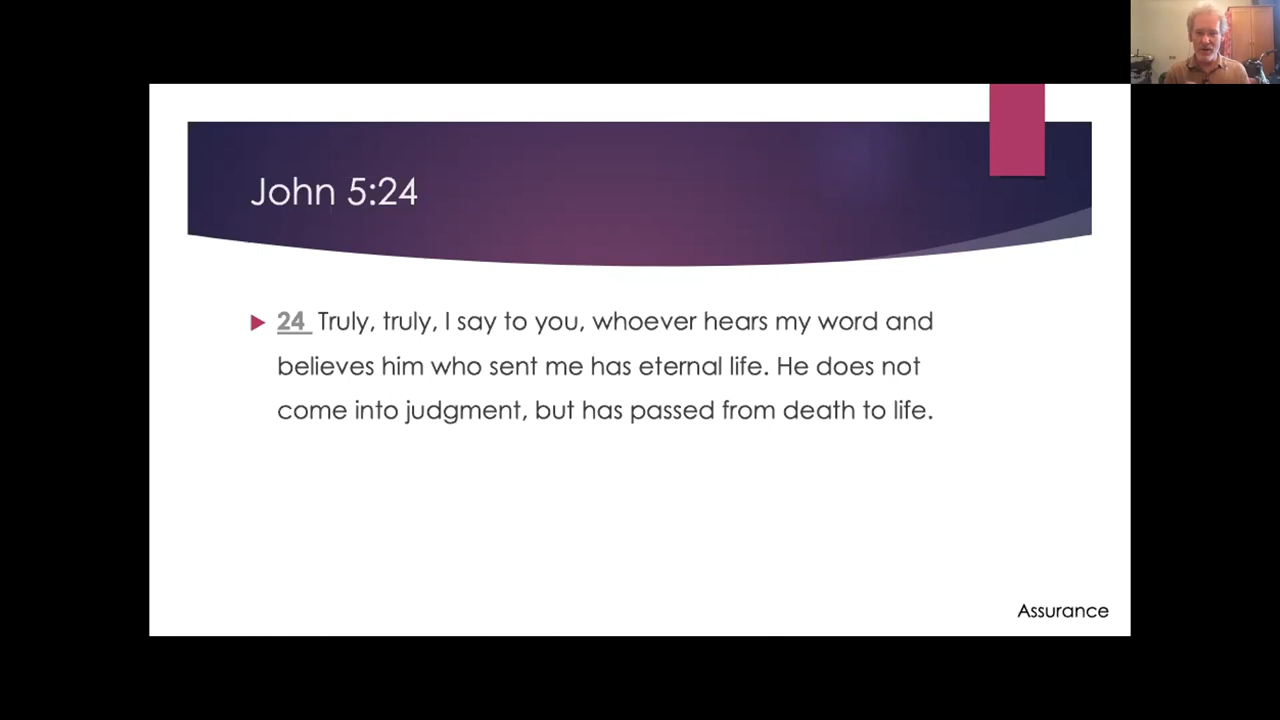 John 5:24
24 Truly, truly, I say to you, whoever hears my word and
believes him who sent me has eternal life. He does not
come into judgment, but has passed from death to life.
Assurance